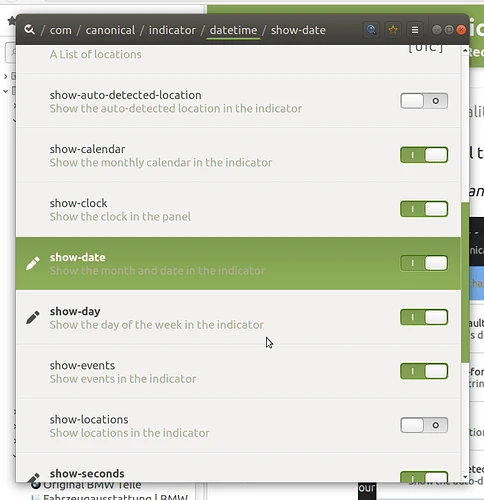 / com / canonical / indicator / datetime / show-date
A List of locations
show-auto-detected-location
Show the auto-detected location in the indicator
show-calendar
Show the monthly calendar in the indicator
show-clock
Show the clock in the panel
show-date
Show the month and date in the indicator
show-day
Show the day of the week in the indicator
show-events
Show events in the indicator
show-locations
Show locations in the indicator
show-seconds
Original BMW Teile
Fahrzeugausstattung | BMW
our